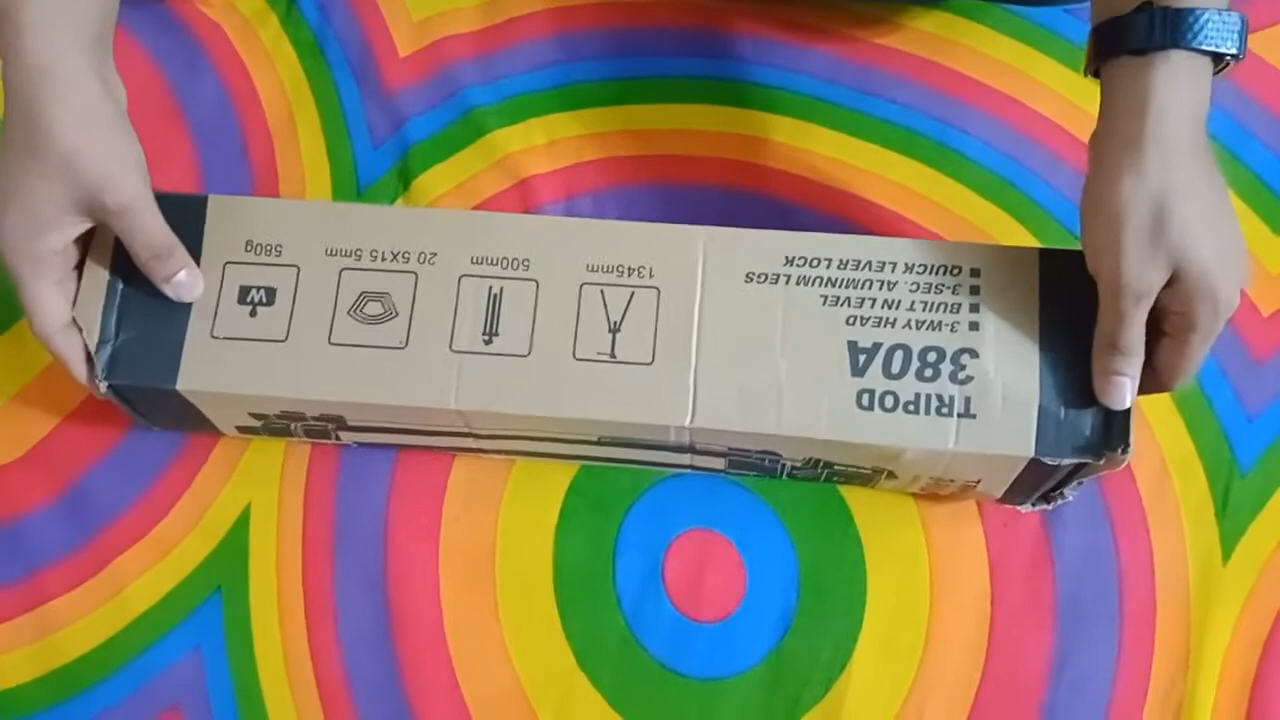 TRIPOD
380A
3-WAY HEAD
BUILT IN LEVEL
3-SEC. ALUMINUM LEGS
QUICK LEVER LOCK
1345mm
500mm
20.5X15.5mm
W
580g